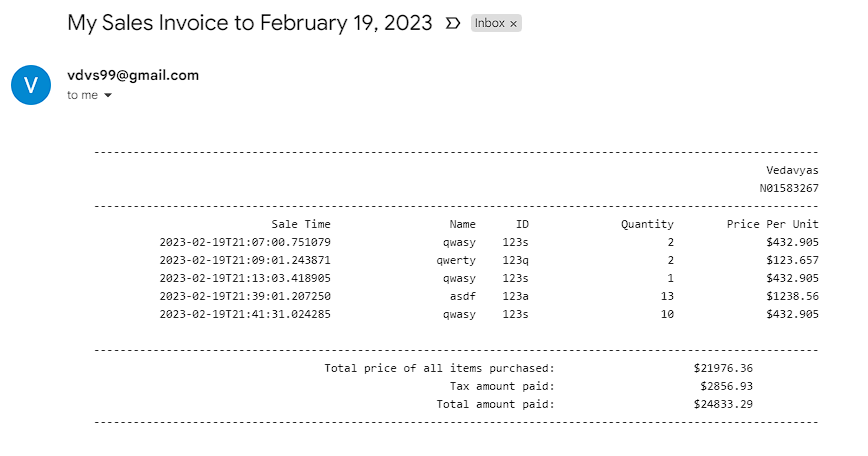 My Sales Invoice to February 19, 2023 Inbox ×
V
vdvs99@gmail.com
to me
--------------------------------------------------------------------------------------------------------------
Vedavyas
N01583267
--------------------------------------------------------------------------------------------------------------
Sale Time Name ID Quantity Price Per Unit
2023-02-19T21:07:00.751079 qwasy 123s 2 $432.905
2023-02-19T21:09:01.243871 qwerty 123q 2 $123.657
2023-02-19T21:13:03.418905 qwasy 123s 1 $432.905
2023-02-19T21:39:01.207250 asdf 123a 13 $1238.56
2023-02-19T21:41:31.024285 qwasy 123s 10 $432.905
--------------------------------------------------------------------------------------------------------------
Total price of all items purchased: $21976.36
Tax amount paid: $2856.93
Total amount paid: $24833.29
--------------------------------------------------------------------------------------------------------------